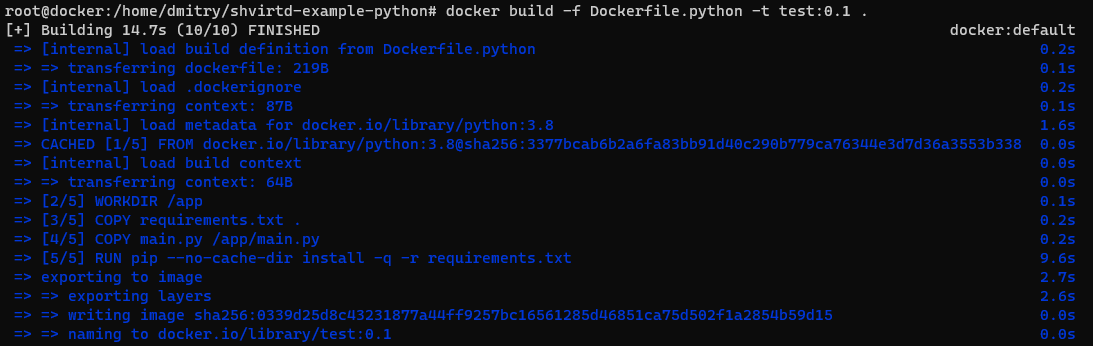 root@docker:/home/dmitry/shvirtd-example-python# docker build -f Dockerfile.python -t test:0.1 .
[+] Building 14.7s (10/10) FINISHED docker:default
=> [internal] load build definition from Dockerfile.python 0.2s
=> => transferring dockerfile: 219B 0.1s
=> [internal] load .dockerignore 0.2s
=> => transferring context: 87B 0.1s
=> [internal] load metadata for docker.io/library/python:3.8 1.6s
=> CACHED [1/5] FROM docker.io/library/python:3.8@sha256:3377bcab6b2a6fa83bb91d40c290b779ca76344e3d7d36a3553b338 0.0s
=> [internal] load build context 0.0s
=> => transferring context: 64B 0.0s
=> [2/5] WORKDIR /app 0.1s
=> [3/5] COPY requirements.txt . 0.2s
=> [4/5] COPY main.py /app/main.py 0.2s
=> [5/5] RUN pip --no-cache-dir install -q -r requirements.txt 9.6s
=> exporting to image 2.7s
=> => exporting layers 2.6s
=> => writing image sha256:0339d25d8c43231877a44ff9257bc16561285d46851ca75d502f1a2854b59d15 0.0s
=> => naming to docker.io/library/test:0.1 0.0s